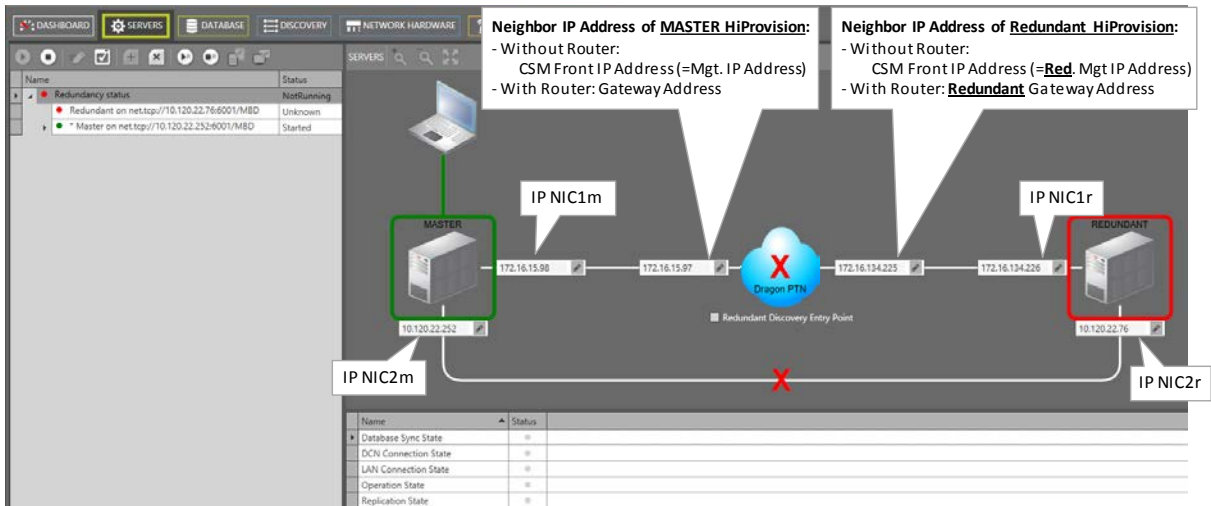 DASHBOARD SERVERS DATABASE DISCOVERY NETWORK HARDWARE
Neighbor IP Address of MASTER HiProvision:
- Without Router:
CSM Front IP Address (=Mgt. IP Address)
- With Router: Gateway Address
Neighbor IP Address of Redundant HiProvision:
- Without Router:
CSM Front IP Address (=Red. Mgt IP Address)
- With Router: Redundant Gateway Address
SERVERS
Name Status
Redundancy status NotRunning
Redundant on net.tcp://10.120.22.76:6001/MBD Unknown
* Master on net.tcp://10.120.22.252:6001/MBD Started
IP NIC1m
IP NIC1r
MASTER
REDUNDANT
172.16.15.98
172.16.15.97
X
Dragon PTN
172.16.134.225
172.16.134.226
Redundant Discovery Entry Point
10.120.22.252
10.120.22.76
IP NIC2m
X
IP NIC2r
Name Status
Database Sync State
DCN Connection State
LAN Connection State
Operation State
Replication State